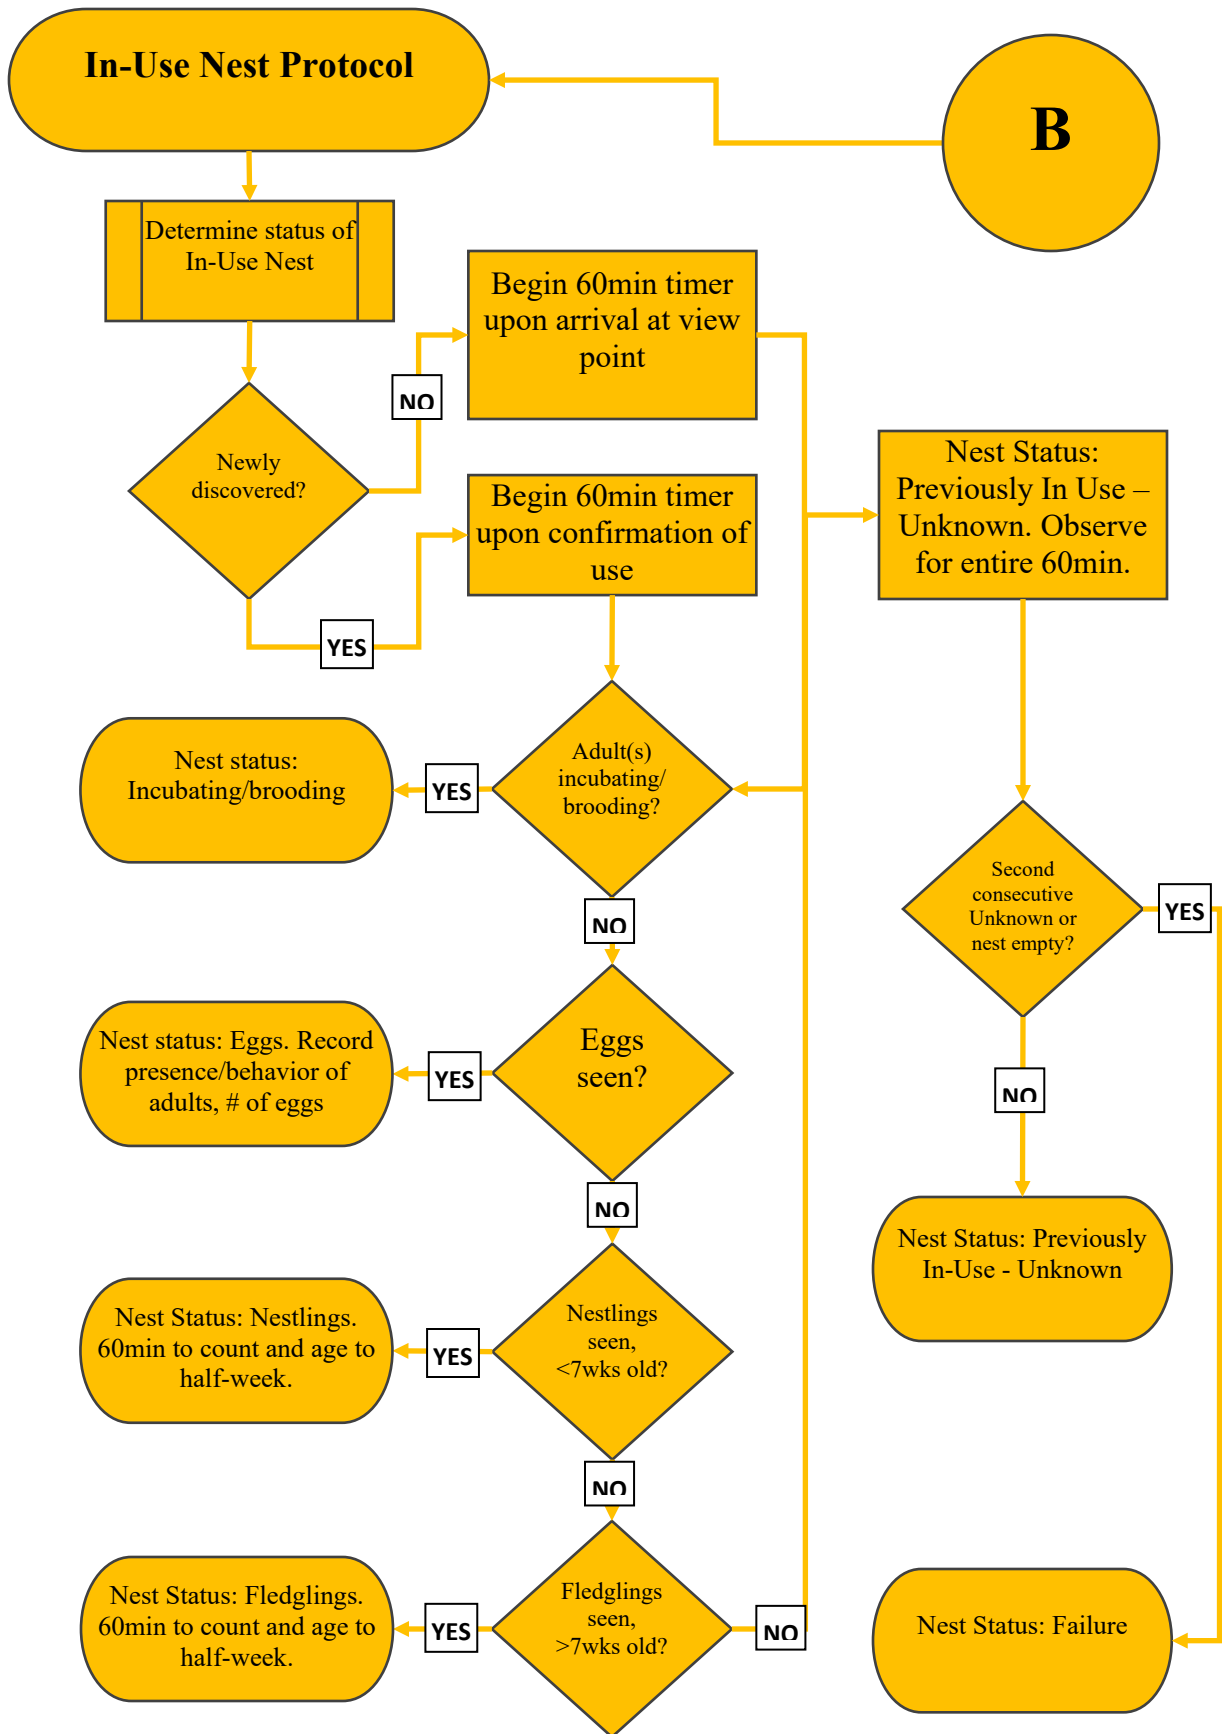 In-Use Nest Protocol
B
Determine status of
In-Use Nest
Begin 60min timer
upon arrival at view
point
NO
Newly
discovered?
Nest Status:
Previously In Use –
Unknown. Observe
for entire 60min.
Begin 60min timer
upon confirmation of
use
YES
Adult(s)
incubating/
brooding?
YES
Nest status:
Incubating/brooding
Second
consecutive
Unknown or
nest empty?
YES
NO
Eggs
seen?
YES
Nest status: Eggs. Record
presence/behavior of
adults, # of eggs
NO
NO
Nest Status: Previously
In-Use - Unknown
Nestlings
seen,
<7wks old?
YES
Nest Status: Nestlings.
60min to count and age to
half-week.
NO
Fledglings
seen,
>7wks old?
YES
Nest Status: Fledglings.
60min to count and age to
half-week.
NO
Nest Status: Failure